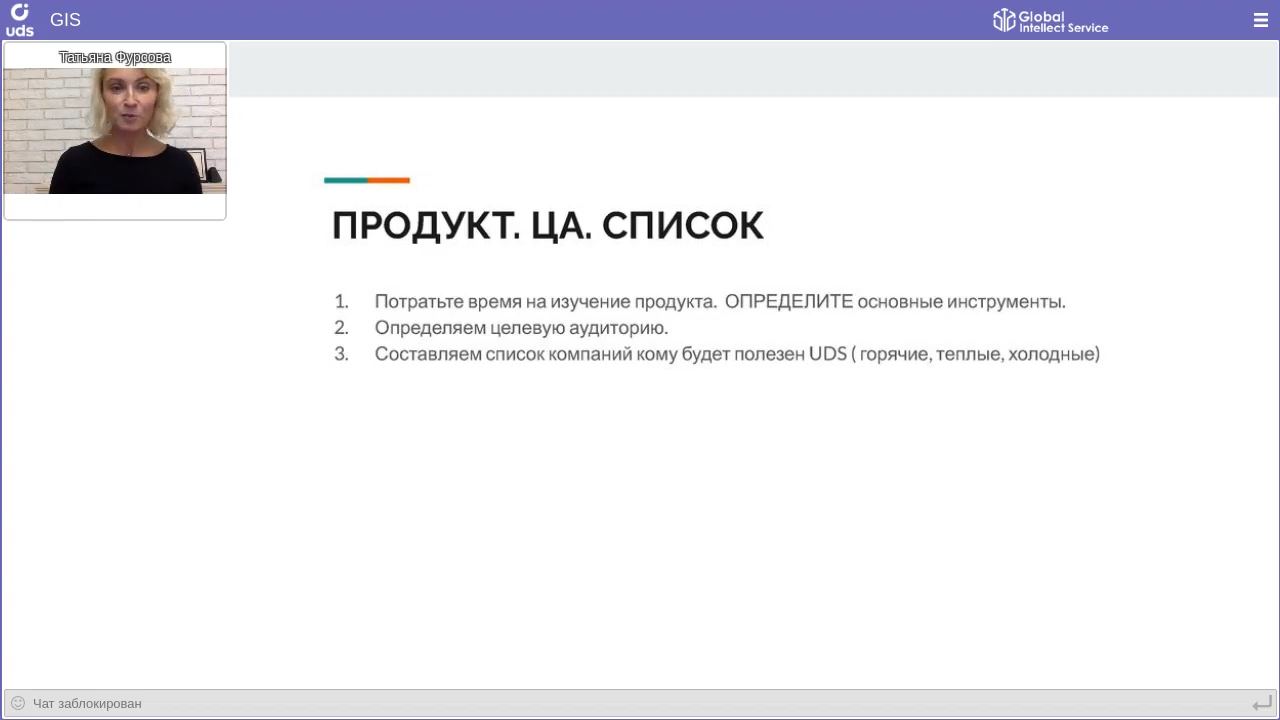 uds
GIS
Global
Intellect Service
Татьяна Фурсова
ПРОДУКТ. ЦА. СПИСОК
1. Потратьте время на изучение продукта. ОПРЕДЕЛИТЕ основные инструменты.
2. Определяем целевую аудиторию.
3. Составляем список компаний кому будет полезен UDS ( горячие, теплые, холодные)
Чат заблокирован